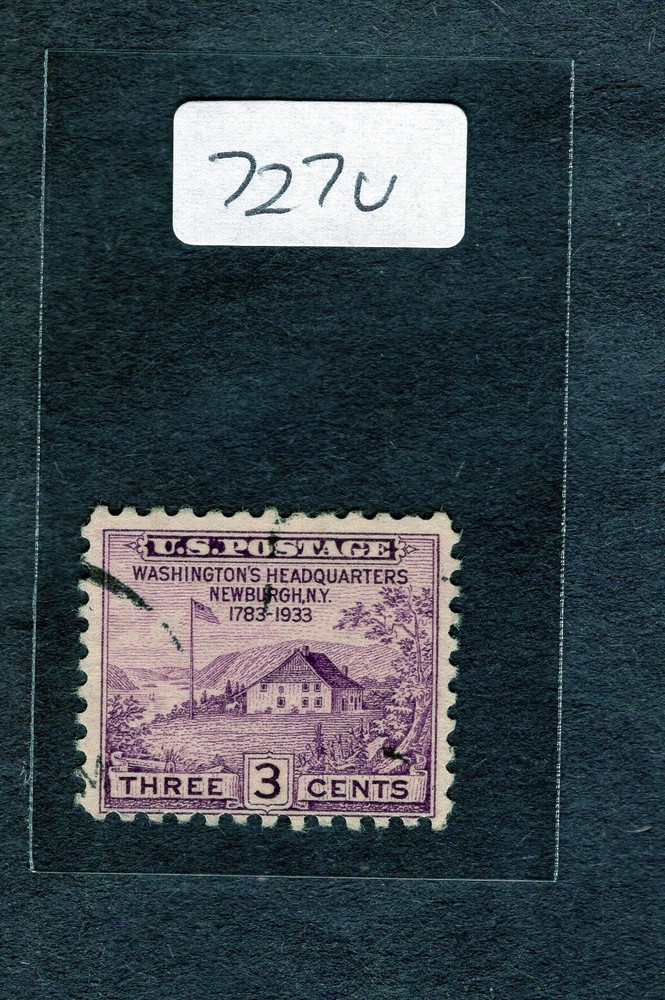 727U
U.S. POSTAGE
WASHINGTON'S HEADQUARTERS
NEWBURGH, N.Y.
1783-1933
THREE 3 CENTS